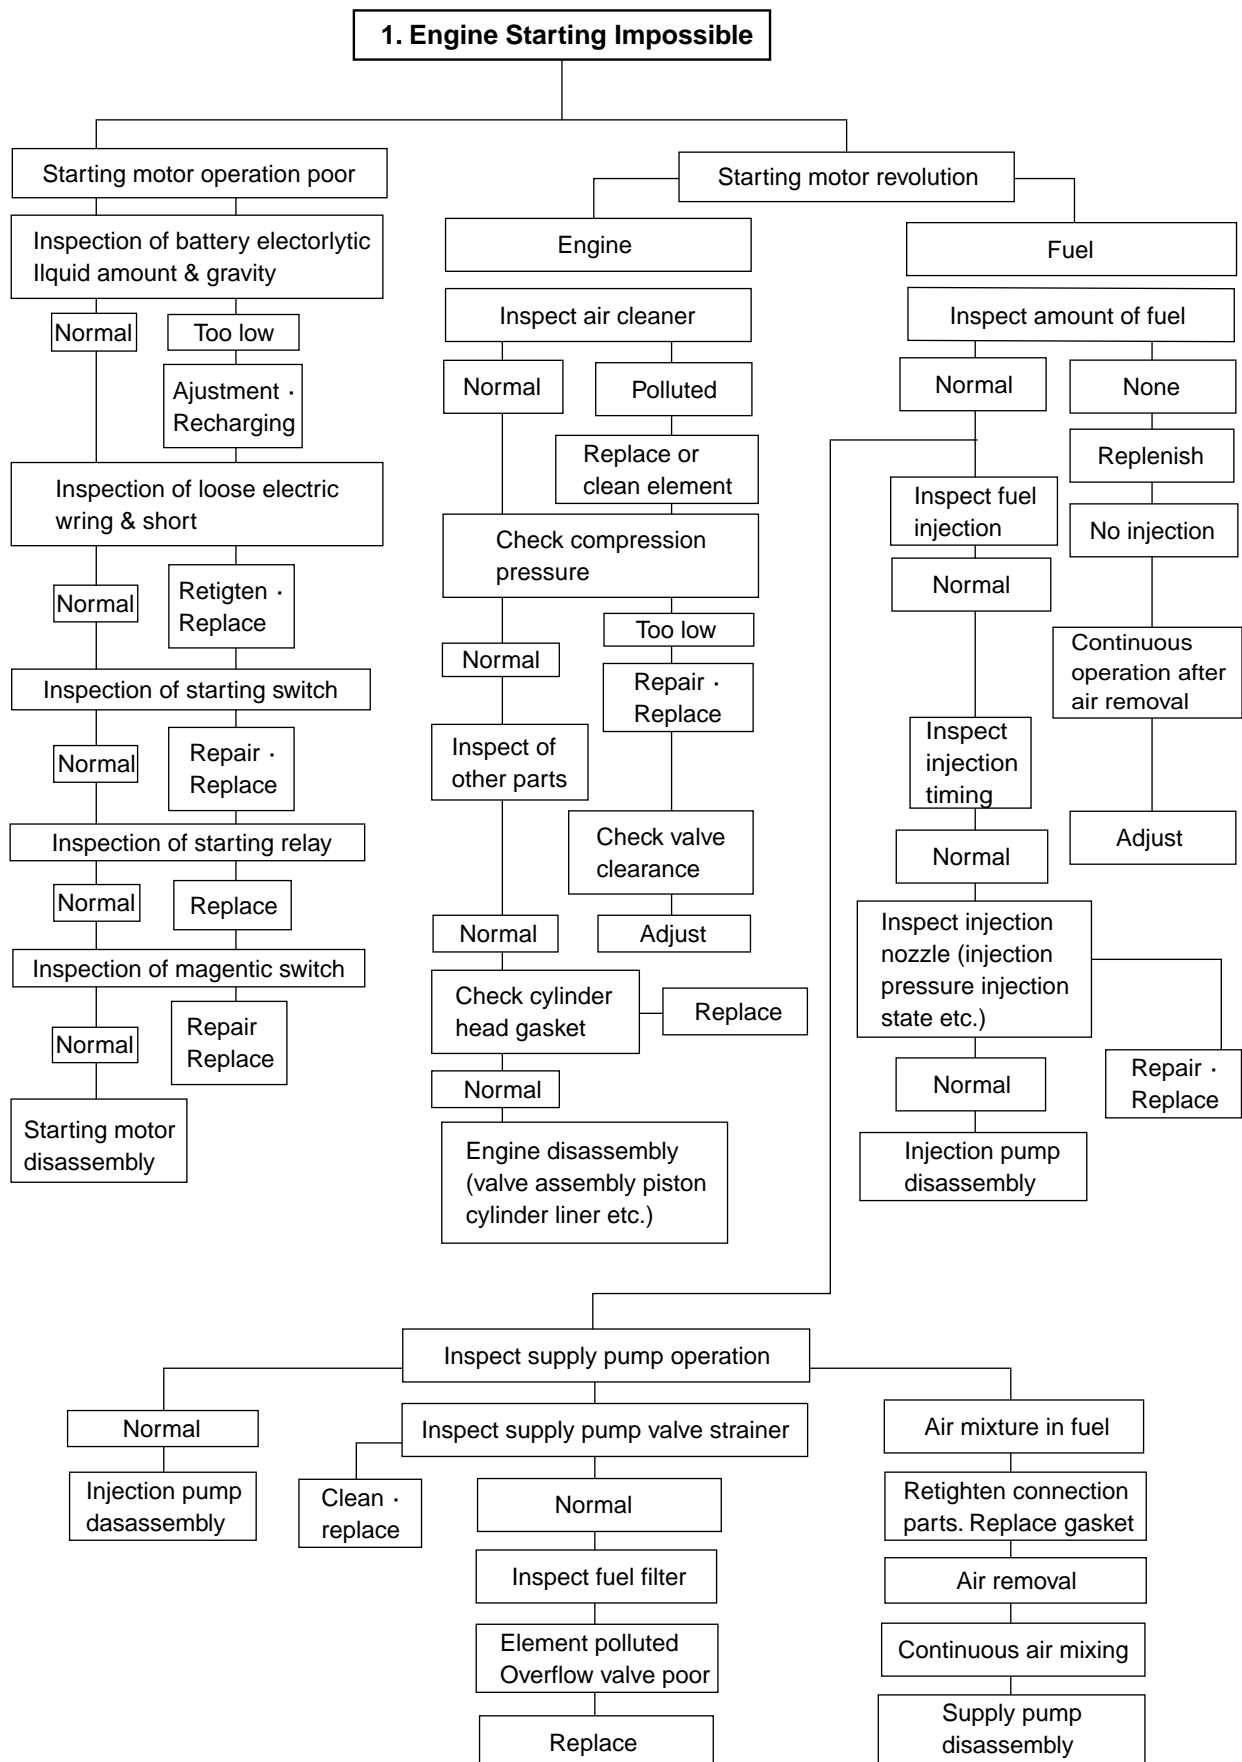 1. Engine Starting Impossible
Starting motor operation poor
Inspection of battery electorlytic
Ilquid amount & gravity
Normal
Too low
Ajustment ·
Recharging
Inspection of loose electric
wring & short
Normal
Retigten ·
Replace
Inspection of starting switch
Normal
Repair ·
Replace
Inspection of starting relay
Normal
Replace
Inspection of magentic switch
Normal
Repair
Replace
Starting motor
disassembly
Starting motor revolution
Engine
Inspect air cleaner
Normal
Polluted
Replace or
clean element
Check compression
pressure
Normal
Too low
Repair ·
Replace
Inspect of
other parts
Check valve
clearance
Normal
Adjust
Check cylinder
head gasket
Replace
Normal
Engine disassembly
(valve assembly piston
cylinder liner etc.)
Fuel
Inspect amount of fuel
Normal
None
Replenish
Inspect fuel
injection
No injection
Normal
Continuous
operation after
air removal
Inspect
injection
timing
Adjust
Normal
Inspect injection
nozzle (injection
pressure injection
state etc.)
Normal
Repair ·
Replace
Injection pump
disassembly
Inspect supply pump operation
Normal
Injection pump
dasassembly
Inspect supply pump valve strainer
Clean ·
replace
Normal
Inspect fuel filter
Element polluted
Overflow valve poor
Replace
Air mixture in fuel
Retighten connection
parts. Replace gasket
Air removal
Continuous air mixing
Supply pump
disassembly